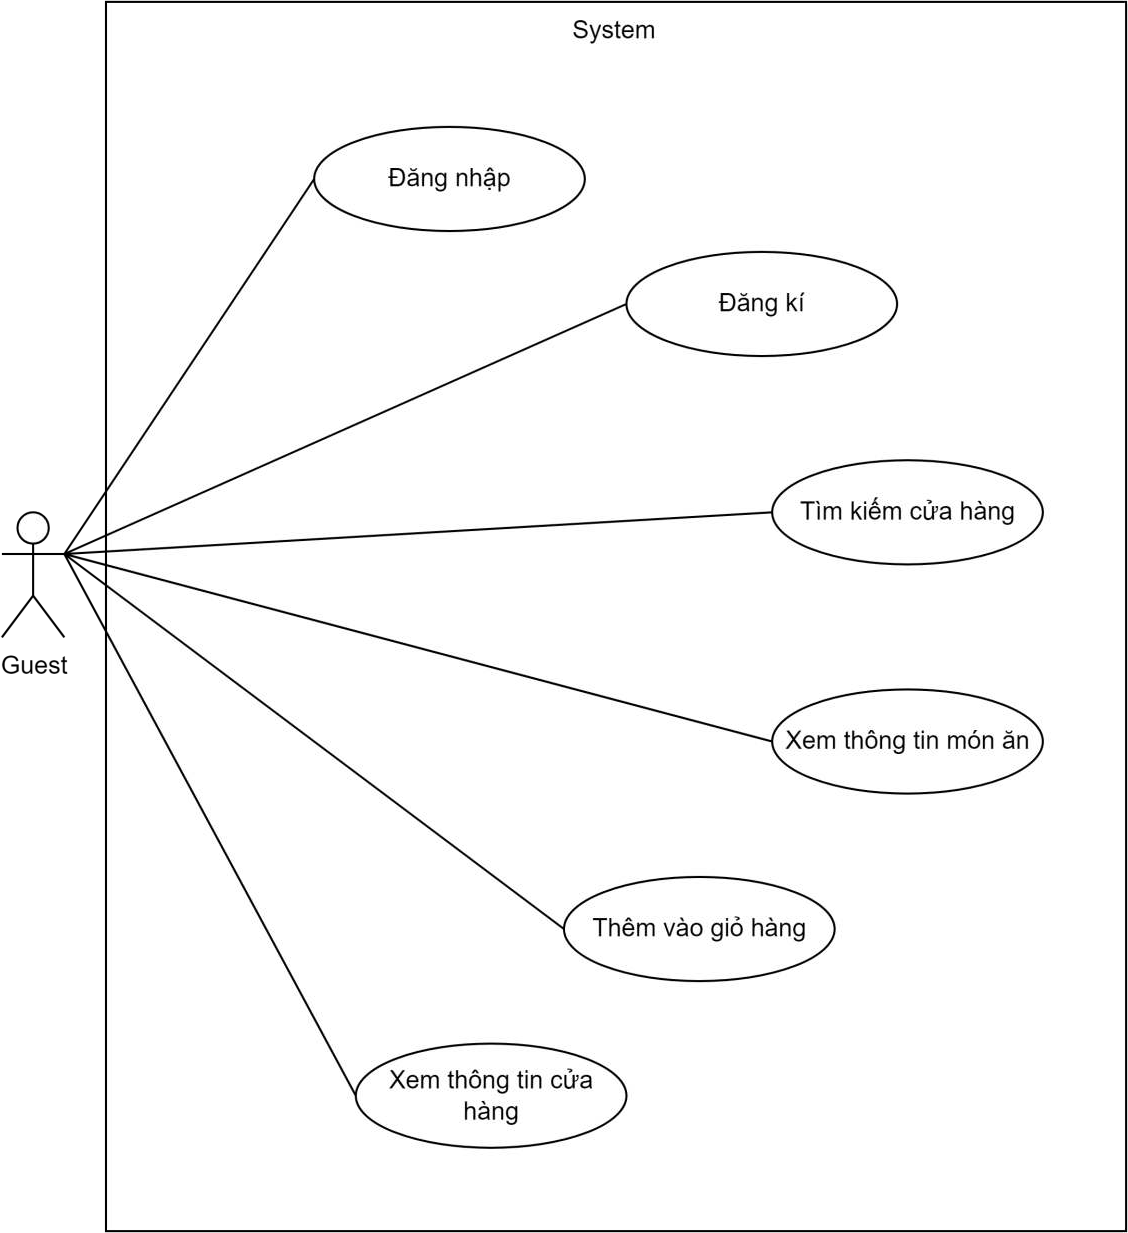 System
Đăng nhập
Đăng kí
Tìm kiếm cửa hàng
Guest
Xem thông tin món ăn
Thêm vào giỏ hàng
Xem thông tin cửa
hàng